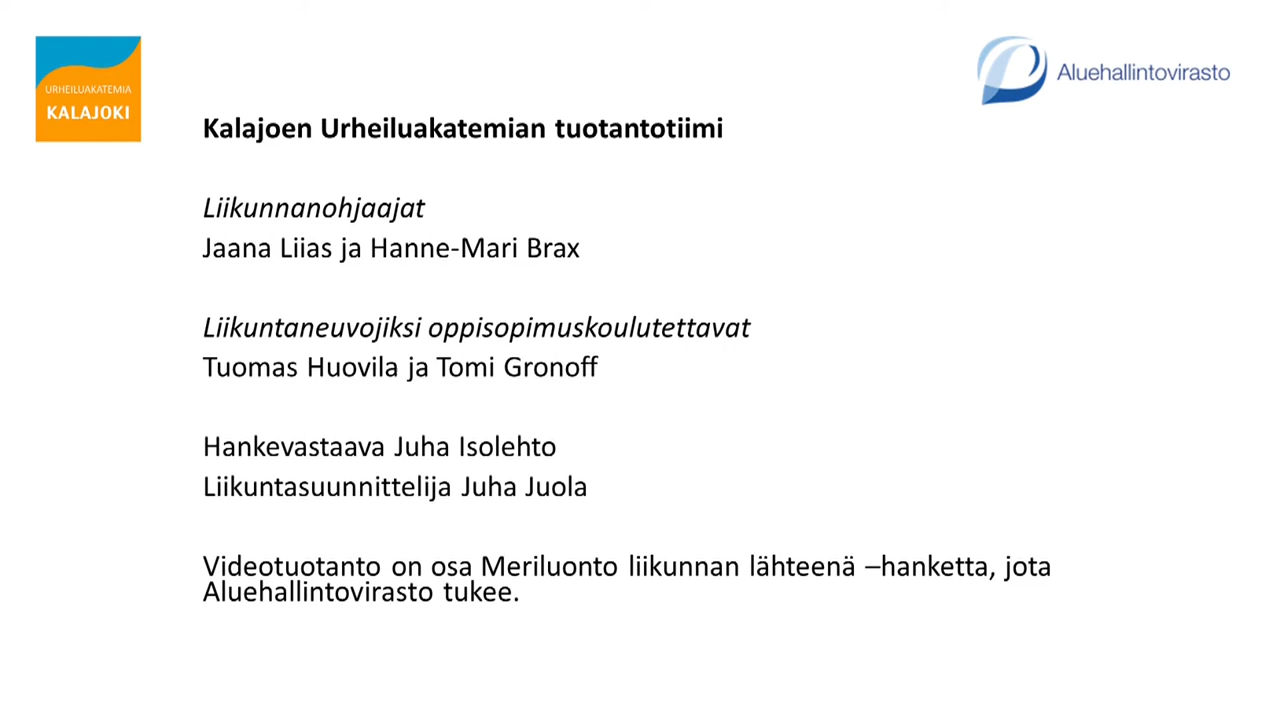 URHEILUAKATEMIA
KALAJOKI
Aluehallintovirasto
Kalajoen Urheiluakatemian tuotantotiimi
Liikunnanohjaajat
Jaana Liias ja Hanne-Mari Brax
Liikuntaneuvojiksi oppisopimuskoulutettavat
Tuomas Huovila ja Tomi Gronoff
Hankevastaava Juha Isolehto
Liikuntasuunnittelija Juha Juola
Videotuotanto on osa Meriluonto liikunnan lähteenä –hanketta, jota
Aluehallintovirasto tukee.